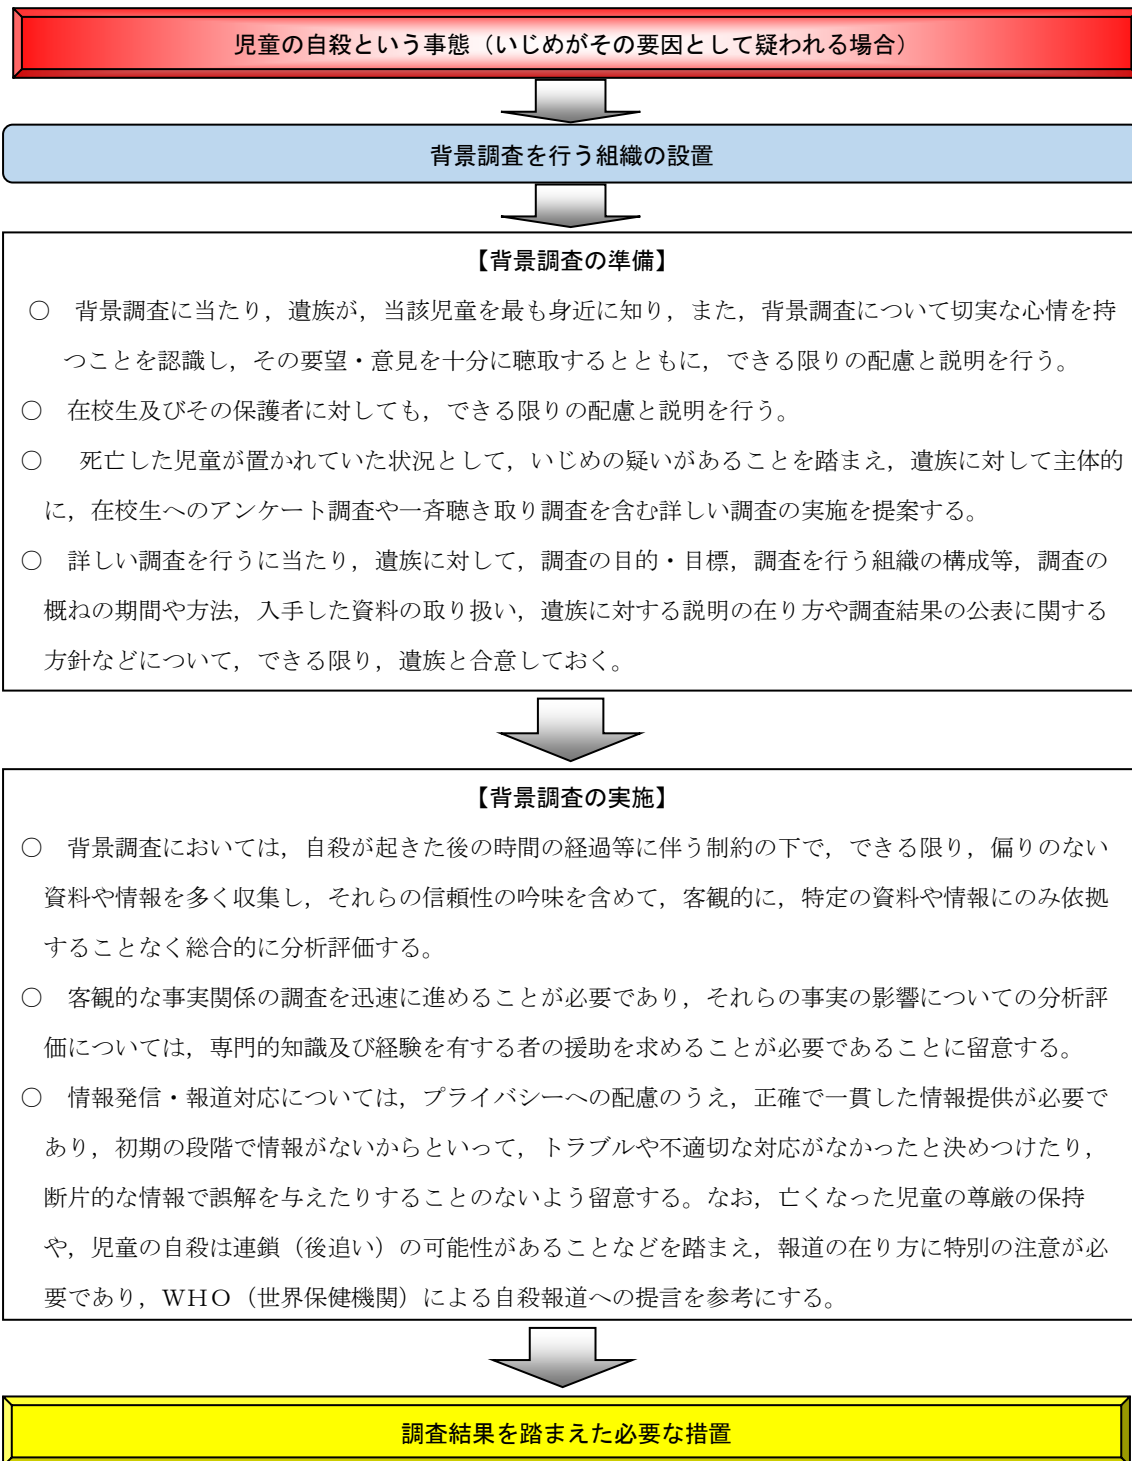 児童の自殺という事態（いじめがその要因として疑われる場合）
背景調査を行う組織の設置
【背景調査の準備】
○　背景調査に当たり，遺族が，当該児童を最も身近に知り，また，背景調査について切実な心情を持
つことを認識し，その要望・意見を十分に聴取するとともに，できる限りの配慮と説明を行う。
○　在校生及びその保護者に対しても，できる限りの配慮と説明を行う。
○　死亡した児童が置かれていた状況として，いじめの疑いがあることを踏まえ，遺族に対して主体的
に，在校生へのアンケート調査や一斉聴き取り調査を含む詳しい調査の実施を提案する。
○　詳しい調査を行うに当たり，遺族に対して，調査の目的・目標，調査を行う組織の構成等，調査の
概ねの期間や方法，入手した資料の取り扱い，遺族に対する説明の在り方や調査結果の公表に関する
方針などについて，できる限り，遺族と合意しておく。
【背景調査の実施】
○　背景調査においては，自殺が起きた後の時間の経過等に伴う制約の下で，できる限り，偏りのない
資料や情報を多く収集し，それらの信頼性の吟味を含めて，客観的に，特定の資料や情報にのみ依拠
することなく総合的に分析評価する。
○　客観的な事実関係の調査を迅速に進めることが必要であり，それらの事実の影響についての分析評
価については，専門的知識及び経験を有する者の援助を求めることが必要であることに留意する。
○　情報発信・報道対応については，プライバシーへの配慮のうえ，正確で一貫した情報提供が必要で
あり，初期の段階で情報がないからといって，トラブルや不適切な対応がなかったと決めつけたり，
断片的な情報で誤解を与えたりすることのないよう留意する。なお，亡くなった児童の尊厳の保持
や，児童の自殺は連鎖（後追い）の可能性があることなどを踏まえ，報道の在り方に特別の注意が必
要であり，ＷＨＯ（世界保健機関）による自殺報道への提言を参考にする。
調査結果を踏まえた必要な措置